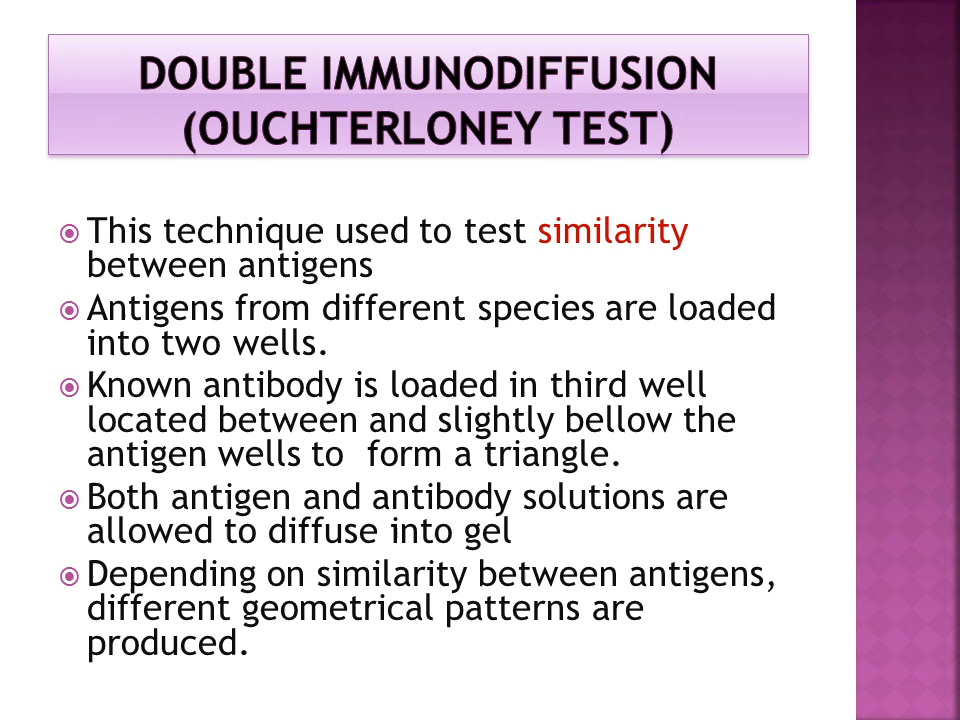 DOUBLE IMMUNODIFFUSION
(OUCHTERLONEY TEST)
This technique used to test similarity
between antigens
Antigens from different species are loaded
into two wells.
Known antibody is loaded in third well
located between and slightly bellow the
antigen wells to form a triangle.
Both antigen and antibody solutions are
allowed to diffuse into gel
Depending on similarity between antigens,
different geometrical patterns are
produced.